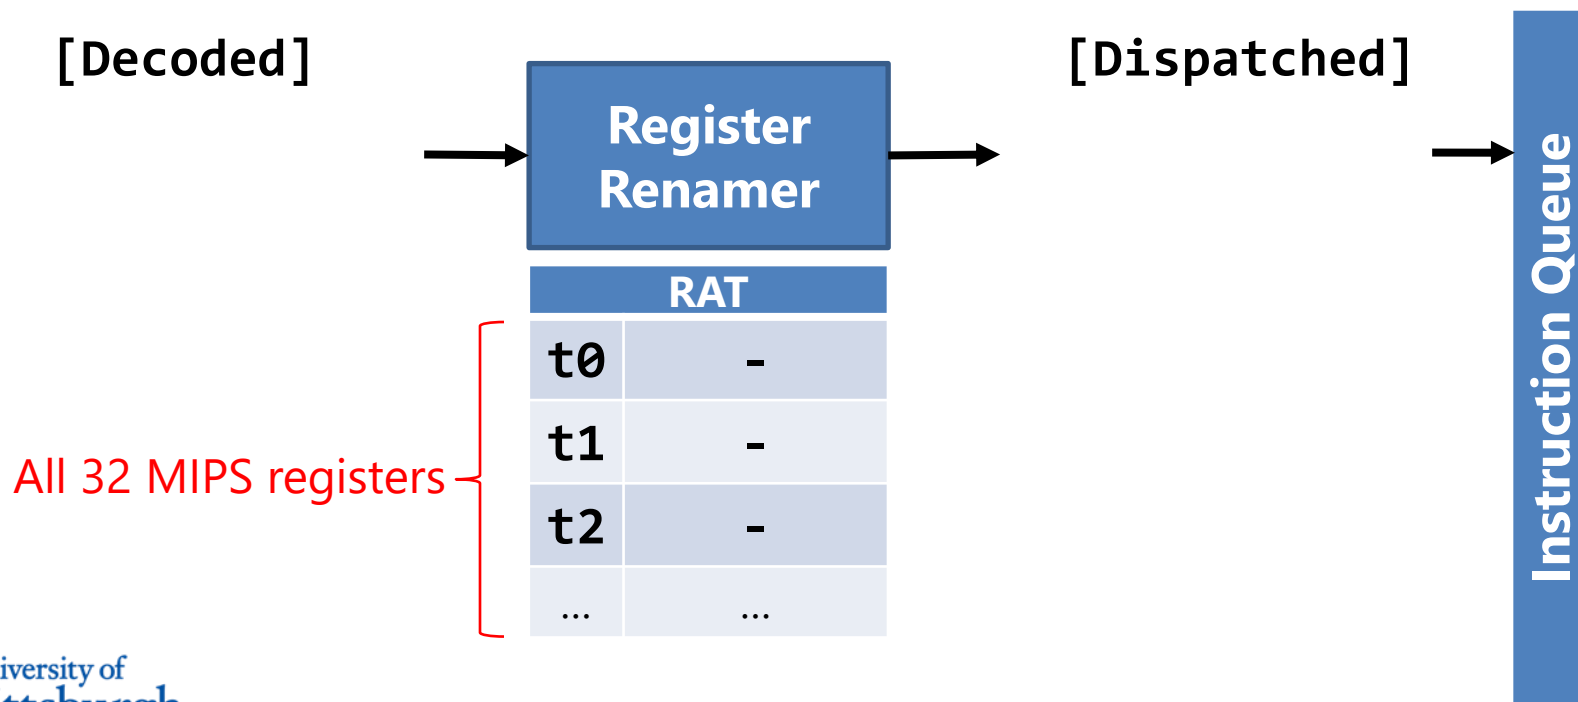 [Decoded]
[Dispatched]
Register
Renamer
RAT
t0 -
t1 -
t2 -
... ...
All 32 MIPS registers
Instruction Queue
iversity of